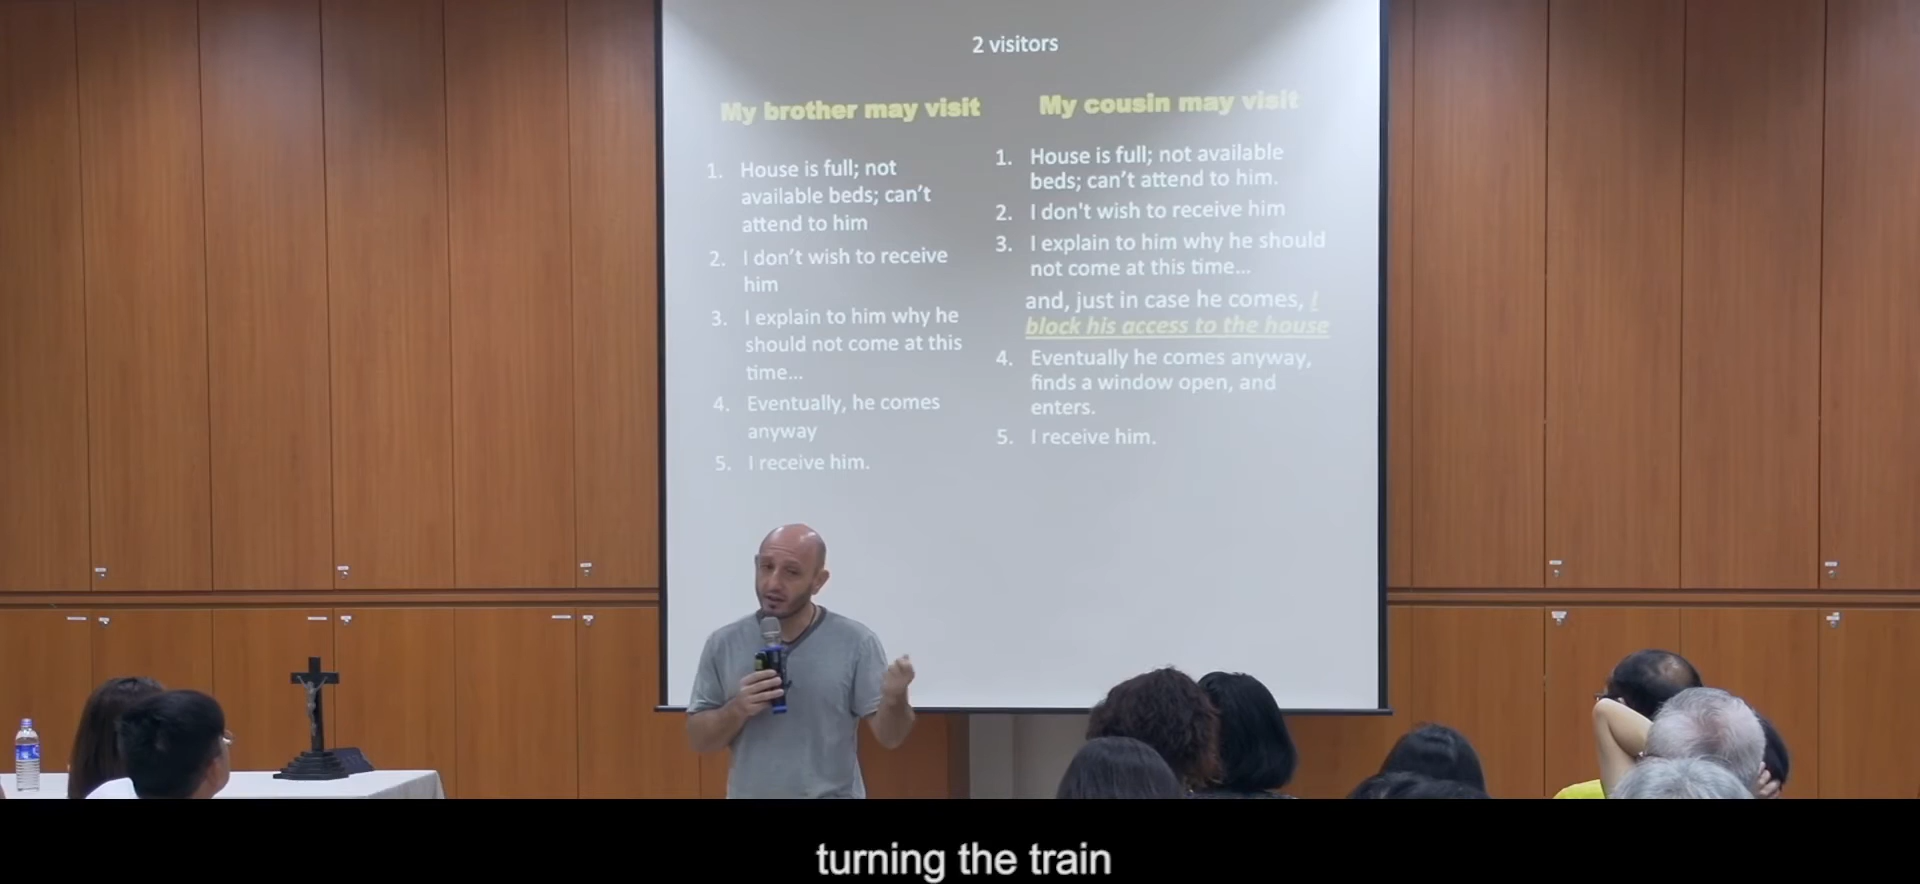 2 visitors
My brother may visit
1. House is full; not
available beds; can't
attend to him
2. I don't wish to receive
him
3. I explain to him why he
should not come at this
time...
4. Eventually, he comes
anyway
5. I receive him.
My cousin may visit
1. House is full; not available
beds; can't attend to him.
2. I don't wish to receive him
3. I explain to him why he should
not come at this time...
and, just in case he comes, I
block his access to the house
4. Eventually he comes anyway,
finds a window open, and
enters.
5. I receive him.
turning the train